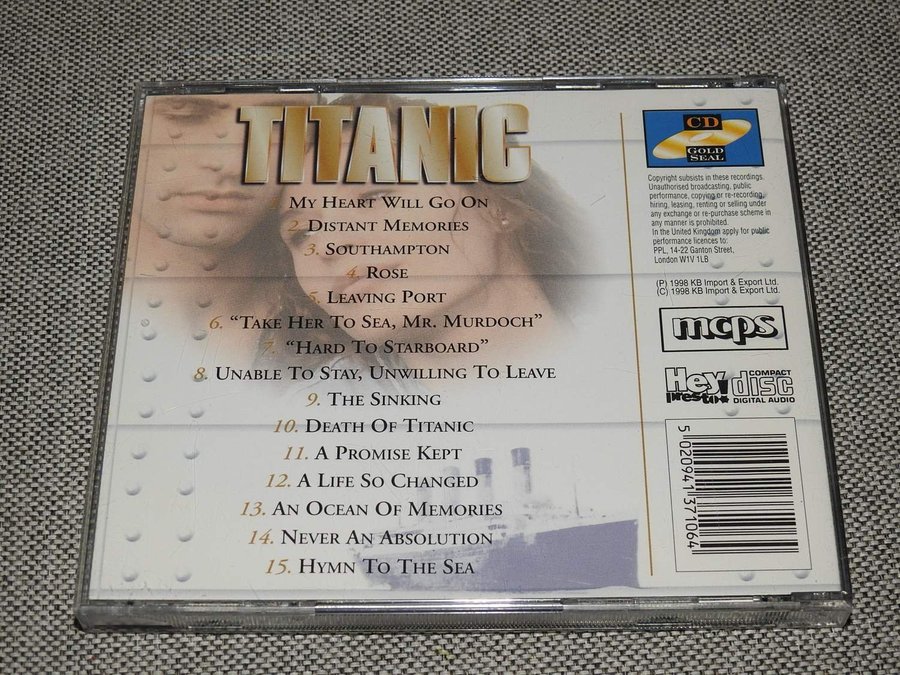 TITANIC
MY HEART WILL GO ON
2. DISTANT MEMORIES
3. SOUTHAMPTON
4. ROSE
5. LEAVING PORT
6. “TAKE HER TO SEA, MR. MURDOCH”
7. “HARD TO STARBOARD”
8. UNABLE TO STAY, UNWILLING TO LEAVE
9. THE SINKING
10. DEATH OF TITANIC
11. A PROMISE KEPT
12. A LIFE SO CHANGED
13. AN OCEAN OF MEMORIES
14. NEVER AN ABSOLUTION
15. HYMN TO THE SEA
CD
GOLD
SEAL
Copyright subsists in these recordings.
Unauthorised broadcasting, public
performance, copying or re-recording,
hiring, leasing, renting or selling under
any exchange or re-purchase scheme in
any manner is prohibited.
In the United Kingdom apply for public
performance licences to:
PPL, 14-22 Ganton Street,
London W1V 1LB
(P) 1998 KB Import & Export Ltd.
(C) 1998 KB Import & Export Ltd.
mcps
Hey
presto!
COMPACT
disc
DIGITAL AUDIO
5 020941 371064